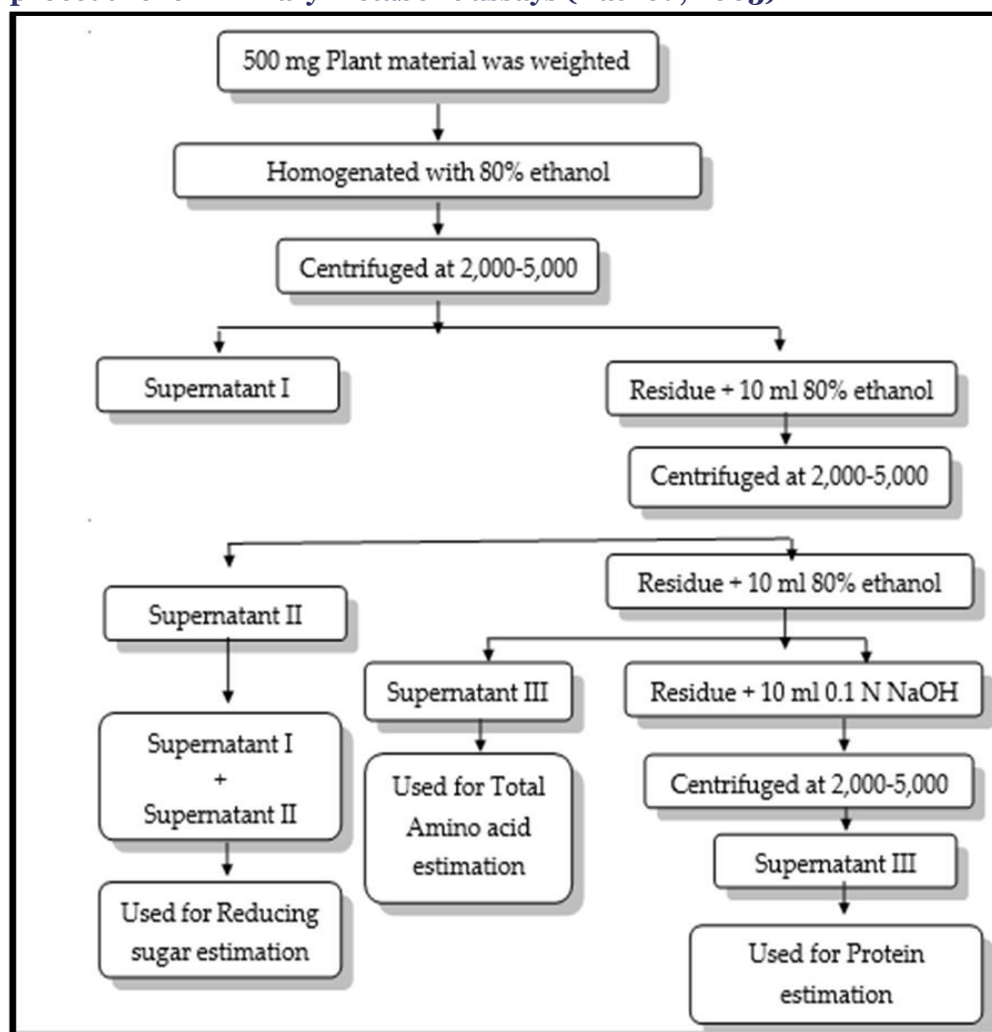 500 mg Plant material was weighted
Homogenated with 80% ethanol
Centrifuged at 2,000-5,000
Supernatant I
Residue + 10 ml 80% ethanol
Centrifuged at 2,000-5,000
Supernatant II
Residue + 10 ml 80% ethanol
Supernatant III
Residue + 10 ml 0.1 N NaOH
Supernatant I
+
Supernatant II
Used for Total
Amino acid
estimation
Centrifuged at 2,000-5,000
Supernatant III
Used for Reducing
sugar estimation
Used for Protein
estimation